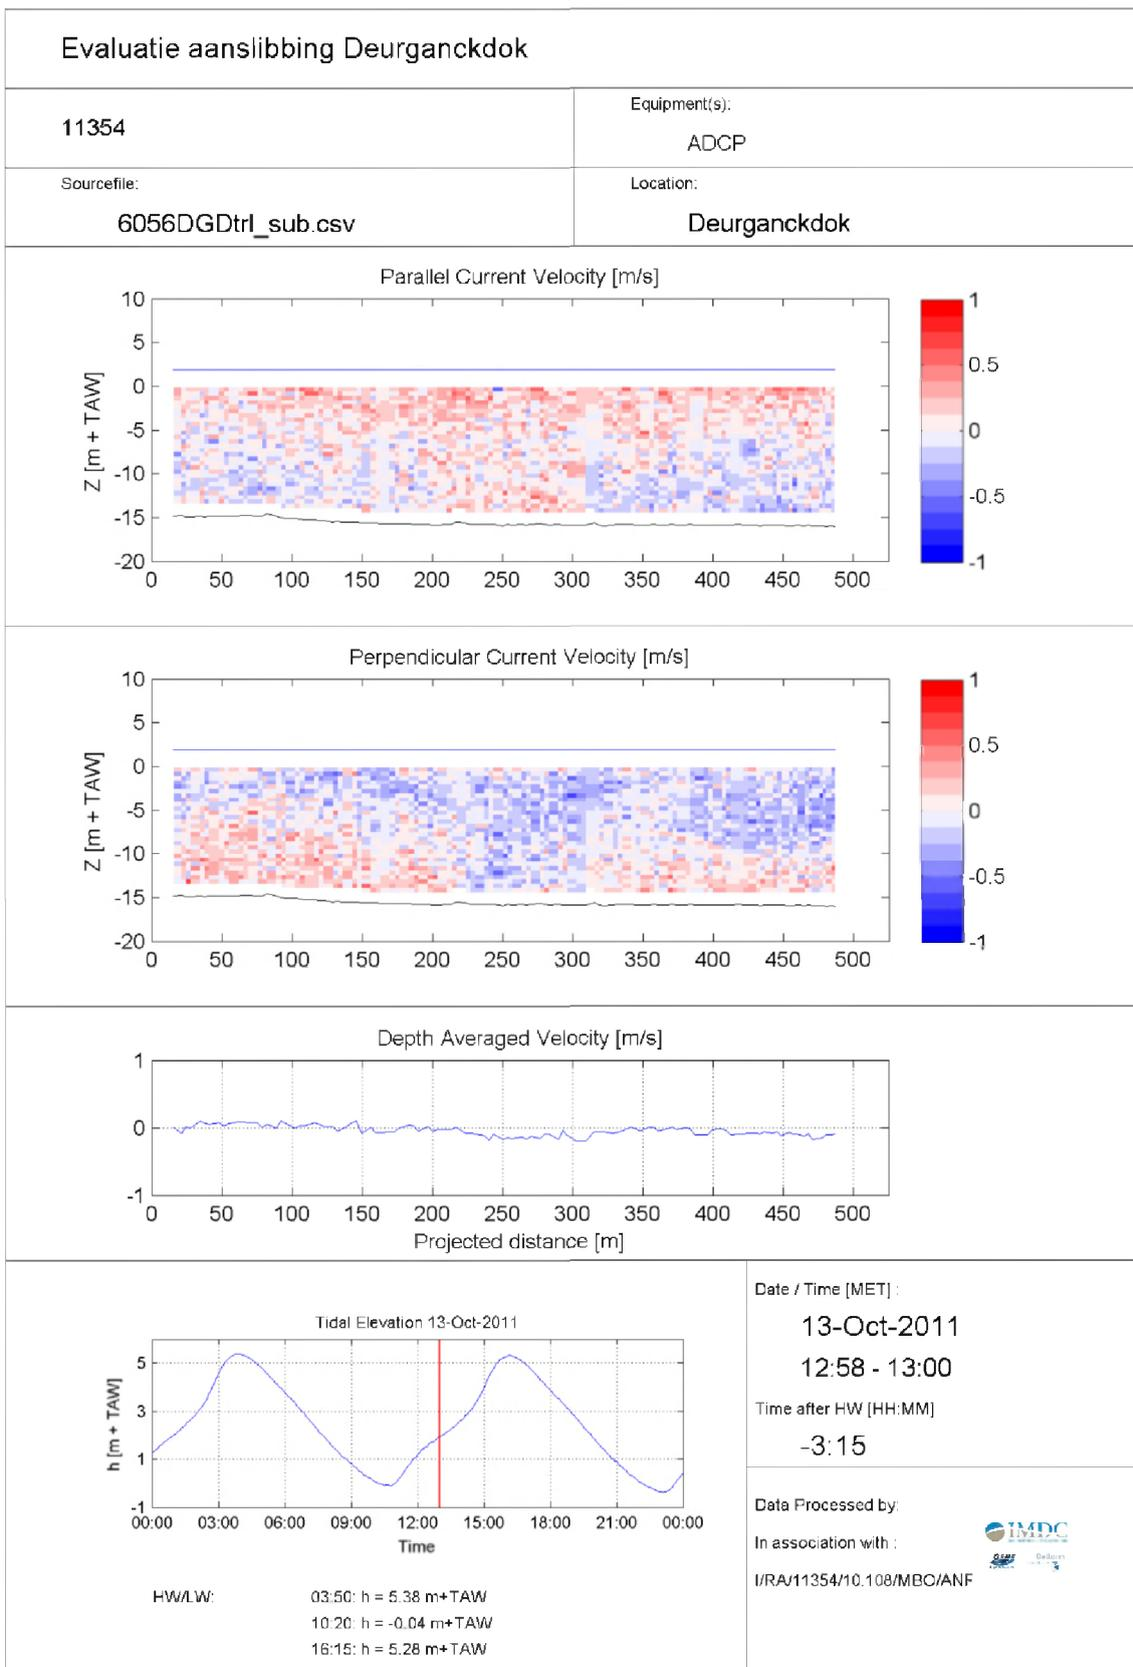 Evaluatie aanslibbing Deurganckdok
11354
Equipment(s):
ADCP
Sourcefile:
6056DGDtrl_sub.csv
Location:
Deurganckdok
Parallel Current Velocity [m/s]
10
5
0
-5
-10
-15
-20
Z [m + TAW]
0 50 100 150 200 250 300 350 400 450 500
1
0.5
0
-0.5
-1
Perpendicular Current Velocity [m/s]
10
5
0
-5
-10
-15
-20
Z [m + TAW]
0 50 100 150 200 250 300 350 400 450 500
1
0.5
0
-0.5
-1
Depth Averaged Velocity [m/s]
1
0
-1
0 50 100 150 200 250 300 350 400 450 500
Projected distance [m]
Tidal Elevation 13-Oct-2011
5
3
1
-1
h [m + TAW]
00:00 03:00 06:00 09:00 12:00 15:00 18:00 21:00 00:00
Time
HW/LW:
03:50: h = 5.38 m+TAW
10:20: h = -0.04 m+TAW
16:15: h = 5.28 m+TAW
Date / Time [MET] :
13-Oct-2011
12:58 - 13:00
Time after HW [HH:MM]
-3:15
Data Processed by:
IMDC
In association with :
I/RA/11354/10.108/MBO/ANF